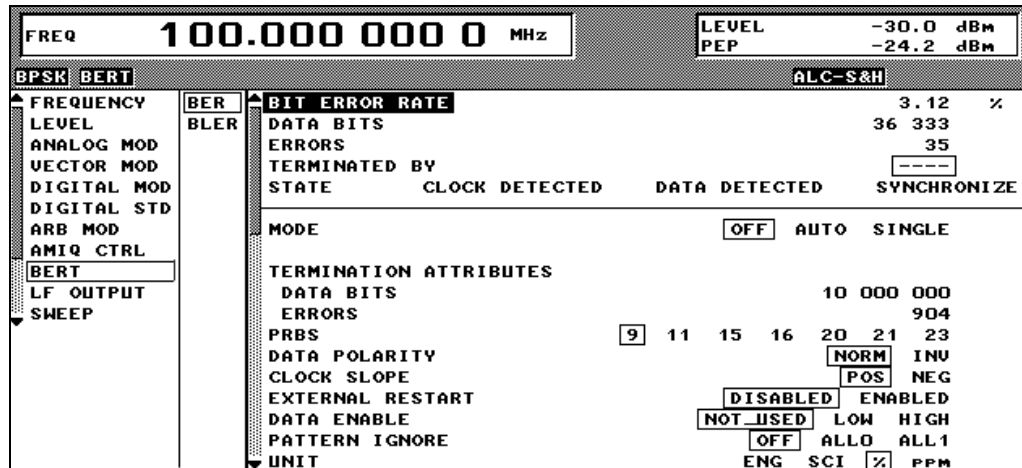 FREQ 100.000 000 0 MHz
LEVEL -30.0 dBm
PEP -24.2 dBm
BPSK BERT ALC-S&H
FREQUENCY
LEVEL
ANALOG MOD
VECTOR MOD
DIGITAL MOD
DIGITAL STD
ARB MOD
AMIQ CTRL
BERT
LF OUTPUT
SWEEP
BER
BLER
BIT ERROR RATE 3.12 %
DATA BITS 36 333
ERRORS 35
TERMINATED BY ----
STATE CLOCK DETECTED DATA DETECTED SYNCHRONIZE
MODE OFF AUTO SINGLE
TERMINATION ATTRIBUTES
DATA BITS 10 000 000
ERRORS 904
PRBS 9 11 15 16 20 21 23
DATA POLARITY NORM INV
CLOCK SLOPE POS NEG
EXTERNAL RESTART DISABLED ENABLED
DATA ENABLE NOT_USED LOW HIGH
PATTERN IGNORE OFF ALL0 ALL1
UNIT ENG SCI % PPM